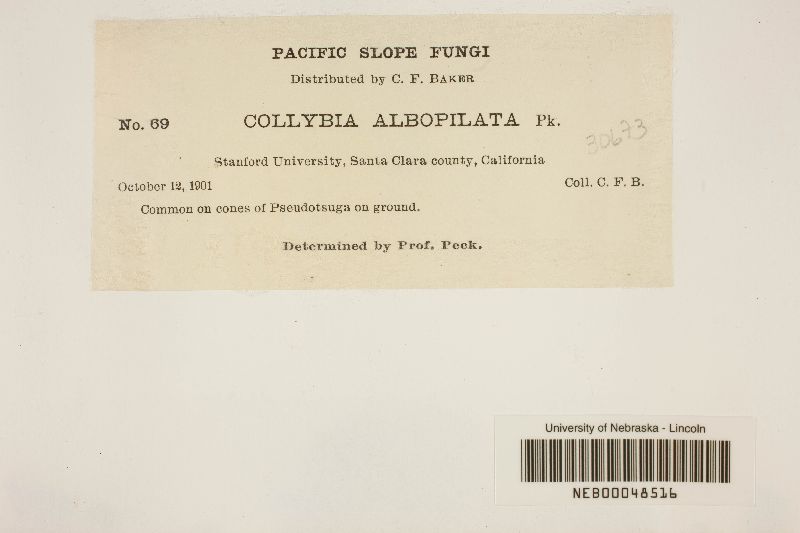 PACIFIC SLOPE FUNGI
Distributed by C. F. BAKER
No. 69 COLLYBIA ALBOPILATA Pk.
30673
Stanford University, Santa Clara county, California
October 12, 1901 Coll. C. F. B.
Common on cones of Pseudotsuga on ground.
Determined by Prof. Peck.
University of Nebraska - Lincoln
NEB00048516